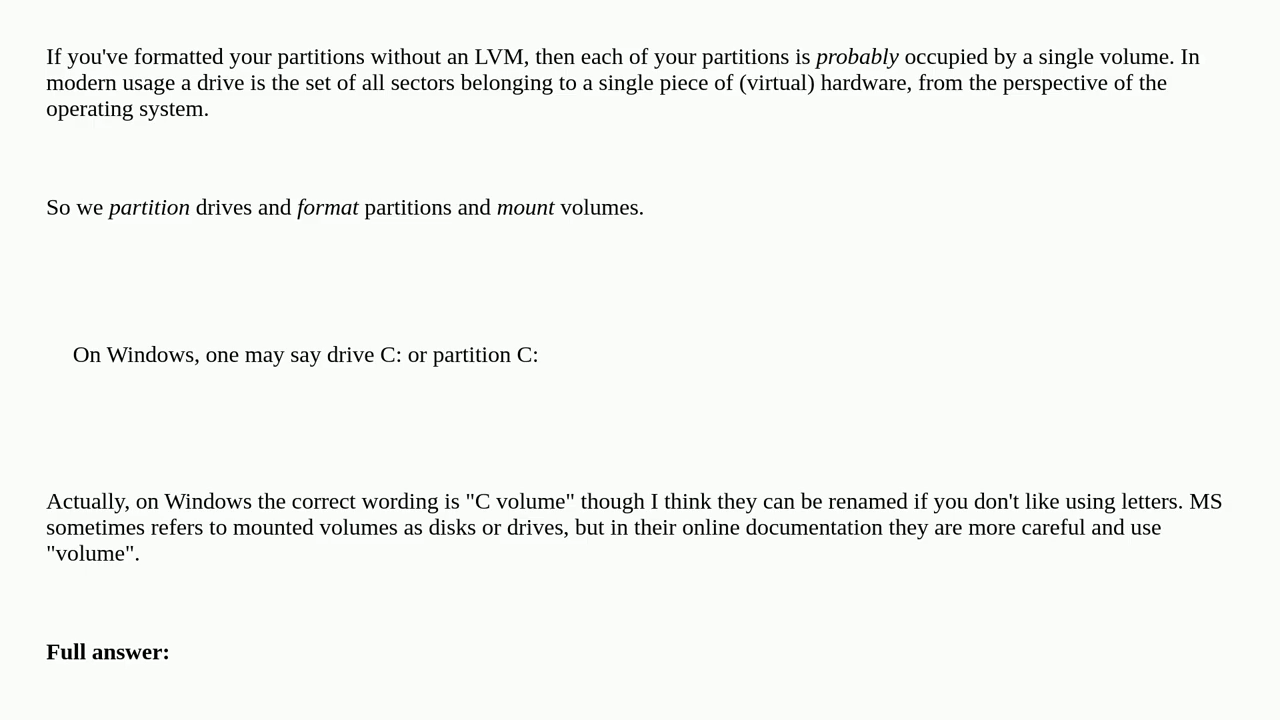 If you've formatted your partitions without an LVM, then each of your partitions is probably occupied by a single volume. In
modern usage a drive is the set of all sectors belonging to a single piece of (virtual) hardware, from the perspective of the
operating system.
So we partition drives and format partitions and mount volumes.
On Windows, one may say drive C: or partition C:
Actually, on Windows the correct wording is "C volume" though I think they can be renamed if you don't like using letters. MS
sometimes refers to mounted volumes as disks or drives, but in their online documentation they are more careful and use
"volume".
Full answer: